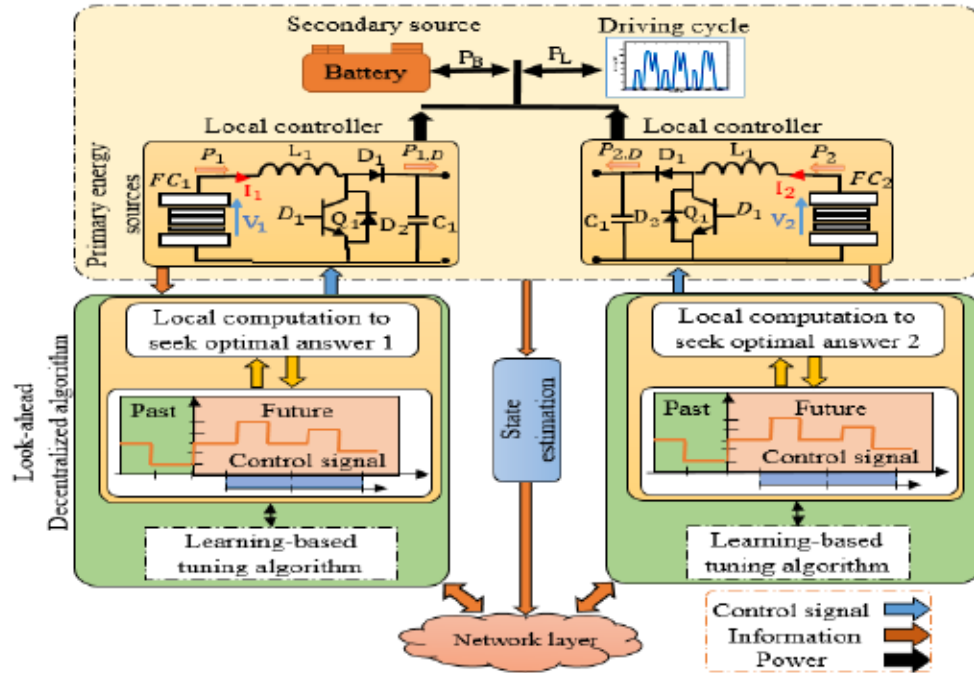 Secondary source
Driving cycle
Battery
P_B
P_L
Local controller
Local controller
Primary energy
sources
P_1
L_1
D_1
P_{1,D}
FC_1
I_1
V_1
D_1
Q_1
D_2
C_1
P_{2,D}
D_1
L_1
P_2
FC_2
I_2
V_2
C_1
D_2
Q_1
D_1
Look-ahead
Decentralized algorithm
Local computation to
seek optimal answer 1
Past
Future
Control signal
Learning-based
tuning algorithm
State
estimation
Local computation to
seek optimal answer 2
Past
Future
Control signal
Learning-based
tuning algorithm
Network layer
Control signal
Information
Power